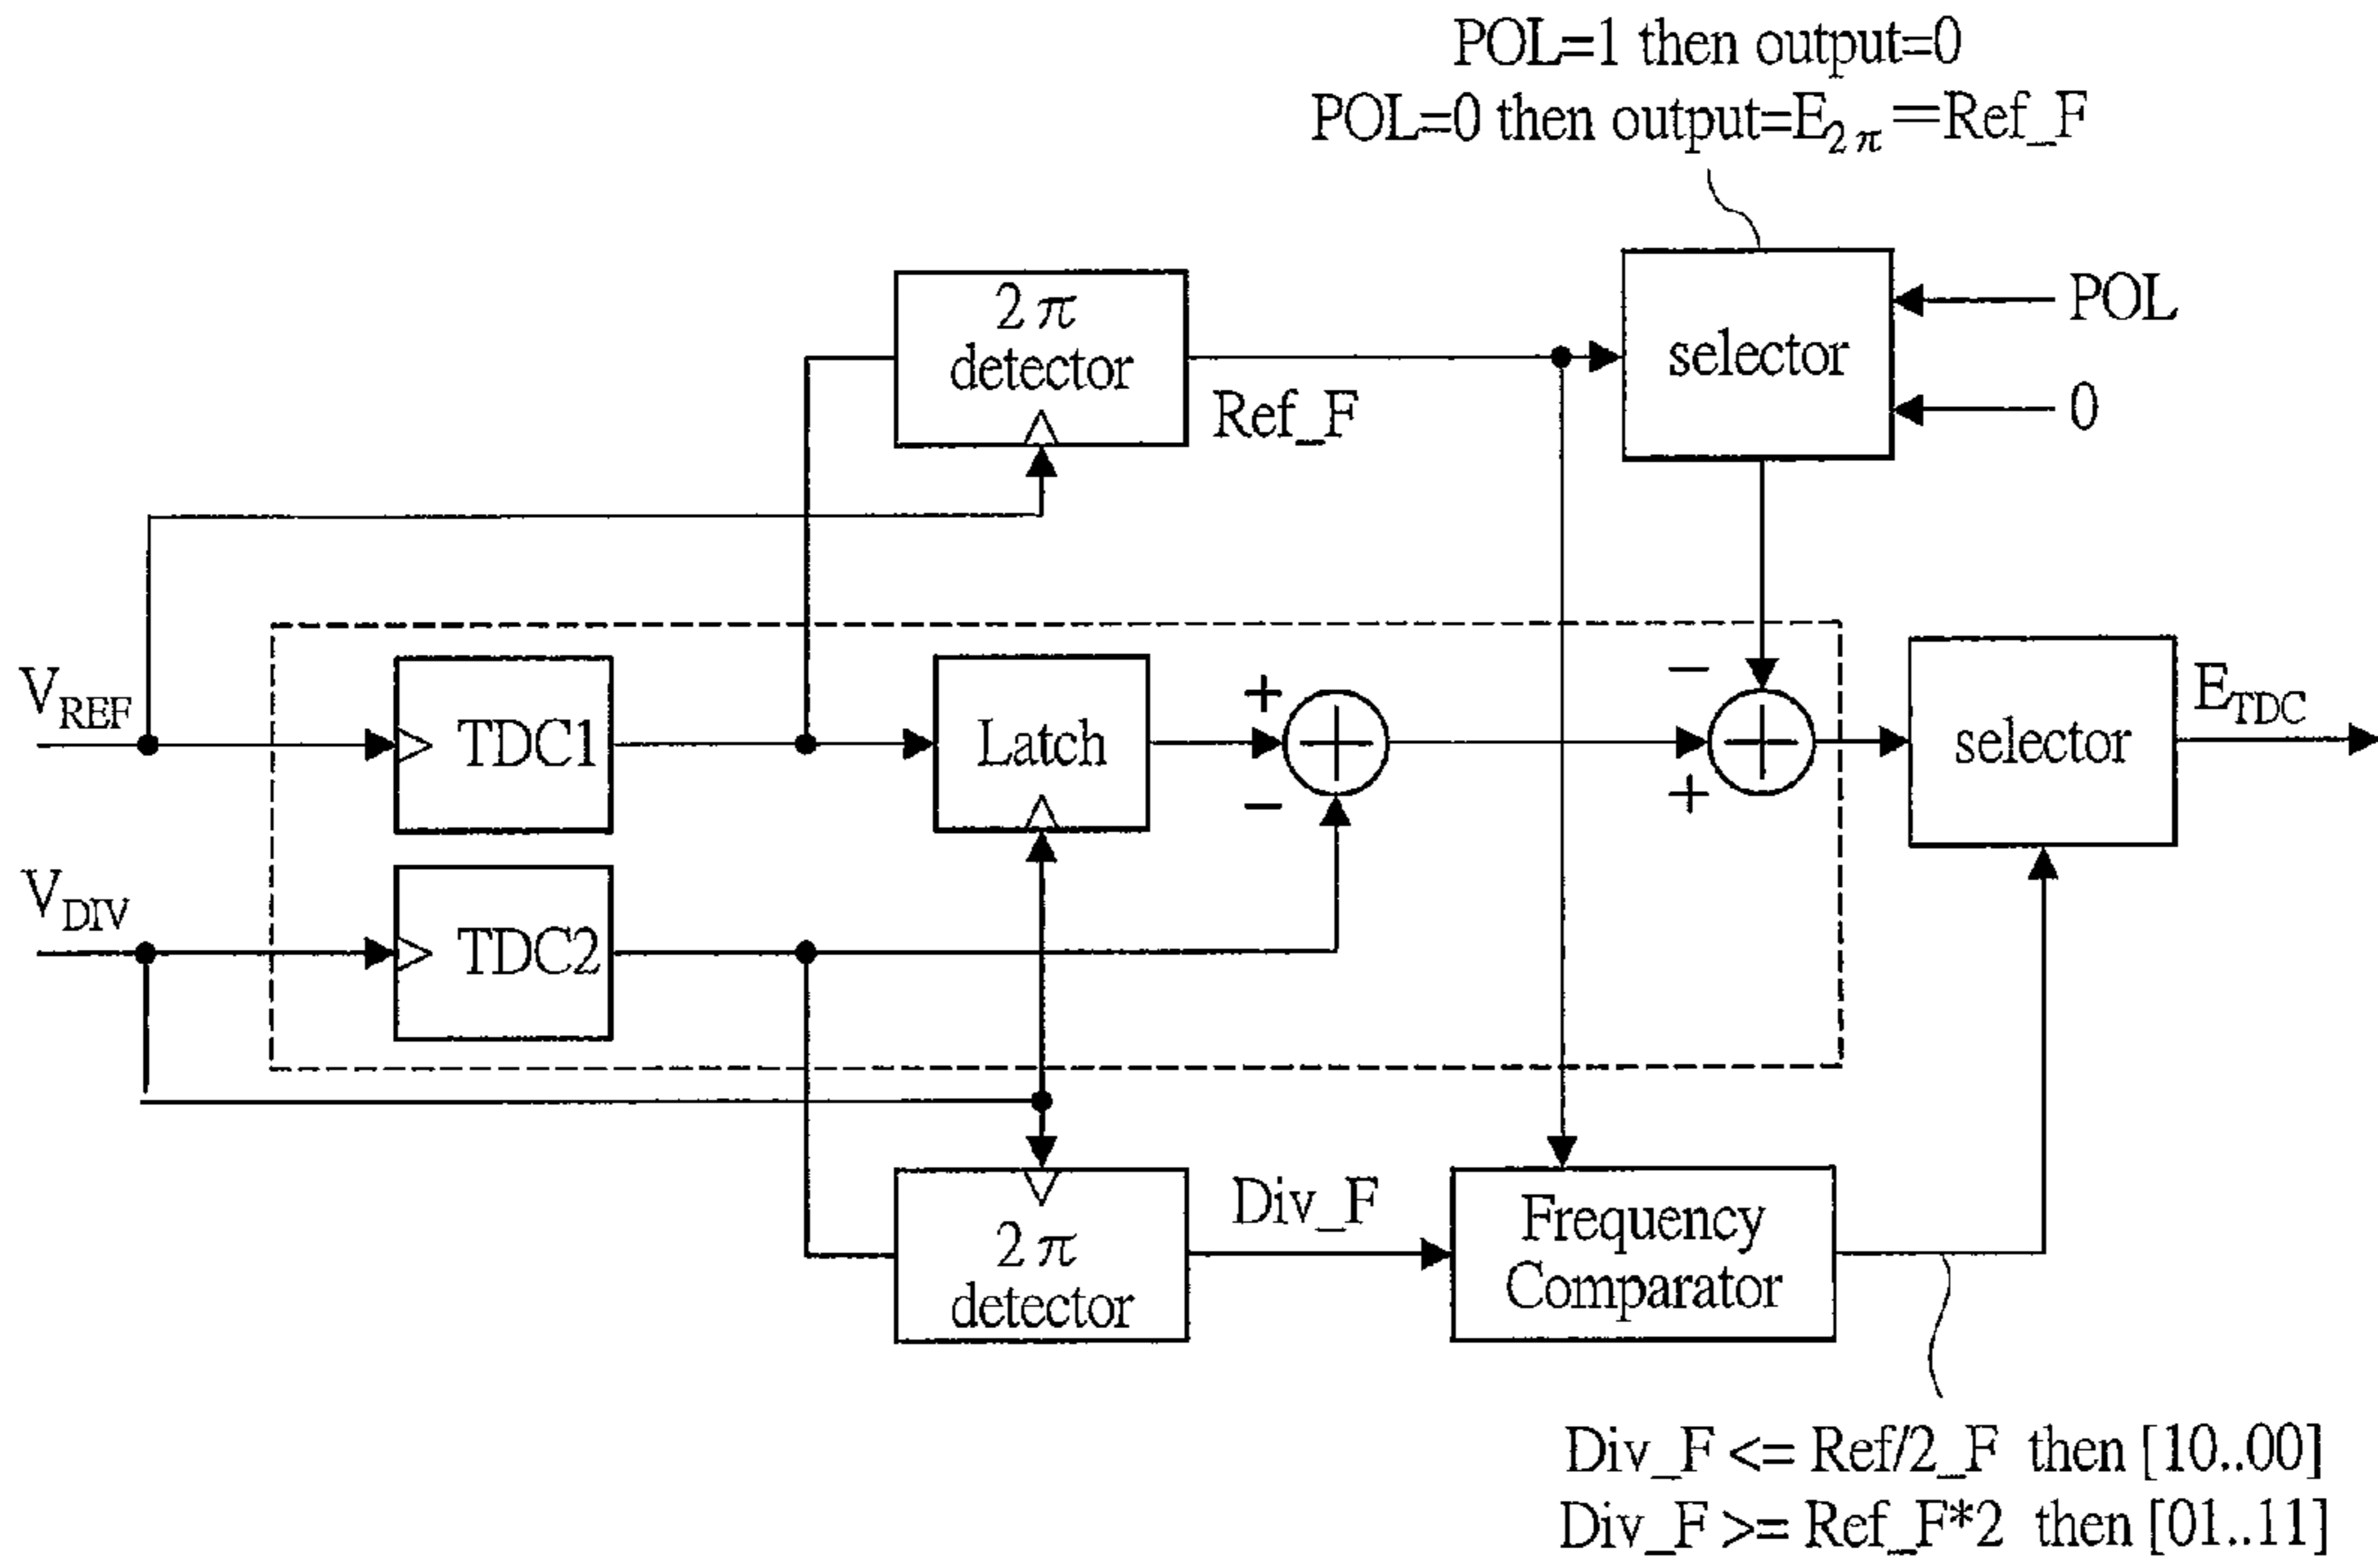 POL=1 then output=0
POL=0 then output=E2π=Ref_F
2π
detector
Ref_F
selector
POL
0
VREF
TDC1
Latch
+
−
−
+
selector
ETDC
VDIV
TDC2
2π
detector
Div_F
Frequency
Comparator
Div_F <= Ref/2_F then [10..00]
Div_F >= Ref_F*2 then [01..11]